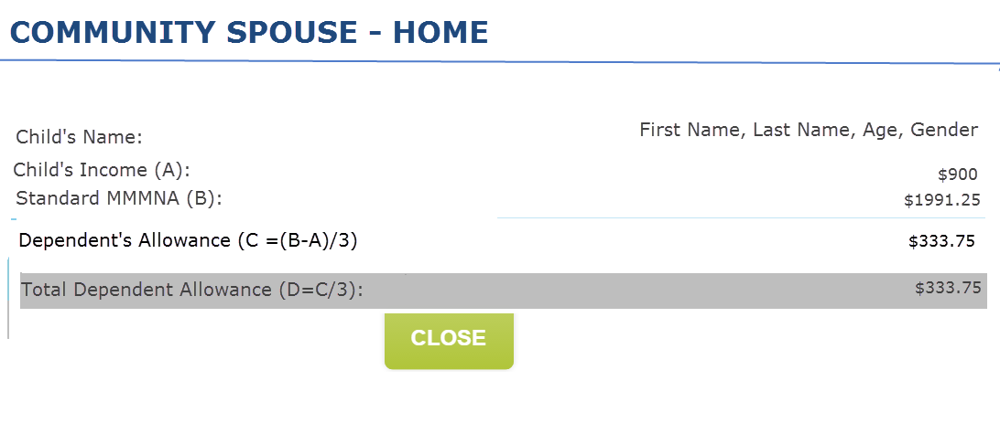 COMMUNITY SPOUSE - HOME
Child's Name: First Name, Last Name, Age, Gender
Child's Income (A): $900
Standard MMMNA (B): $1991.25
Dependent's Allowance (C =(B-A)/3) $333.75
Total Dependent Allowance (D=C/3): $333.75
CLOSE